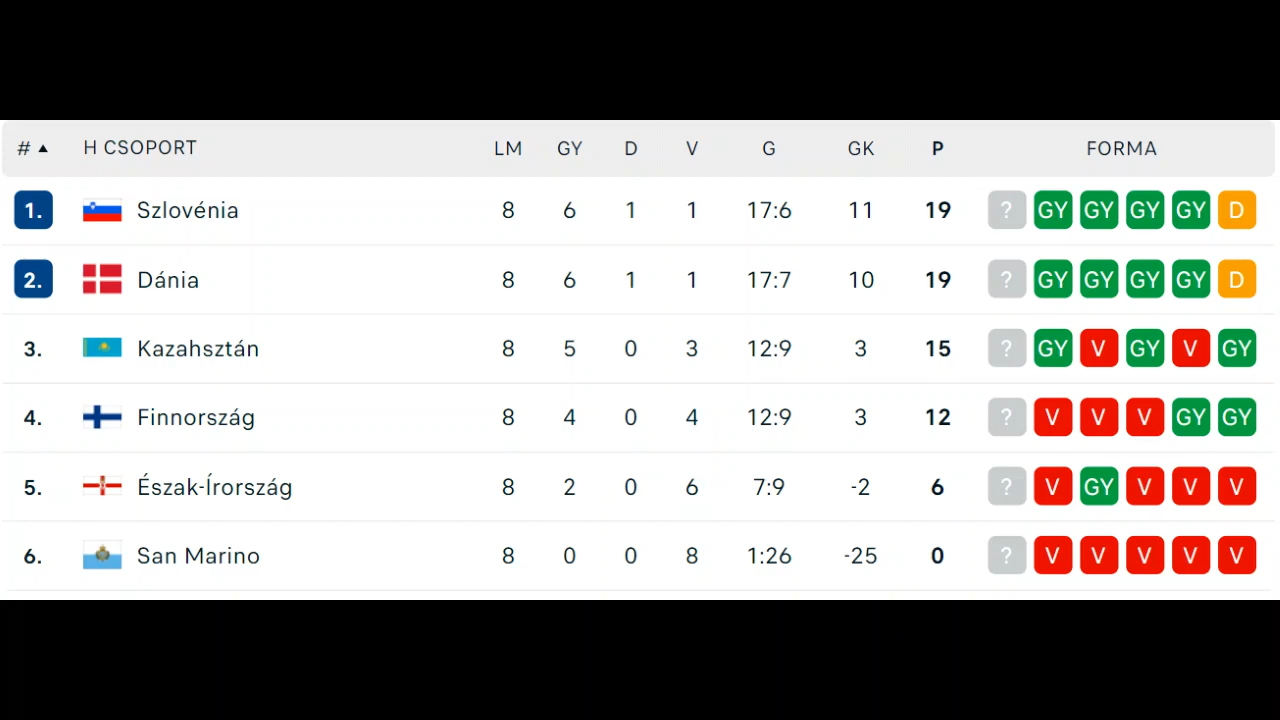 # ▲ H CSOPORT LM GY D V G GK P FORMA
1. Szlovénia 8 6 1 1 17:6 11 19 ? GY GY GY GY D
2. Dánia 8 6 1 1 17:7 10 19 ? GY GY GY GY D
3. Kazahsztán 8 5 0 3 12:9 3 15 ? GY V GY V GY
4. Finnország 8 4 0 4 12:9 3 12 ? V V V GY GY
5. Észak-Írország 8 2 0 6 7:9 -2 6 ? V GY V V V
6. San Marino 8 0 0 8 1:26 -25 0 ? V V V V V